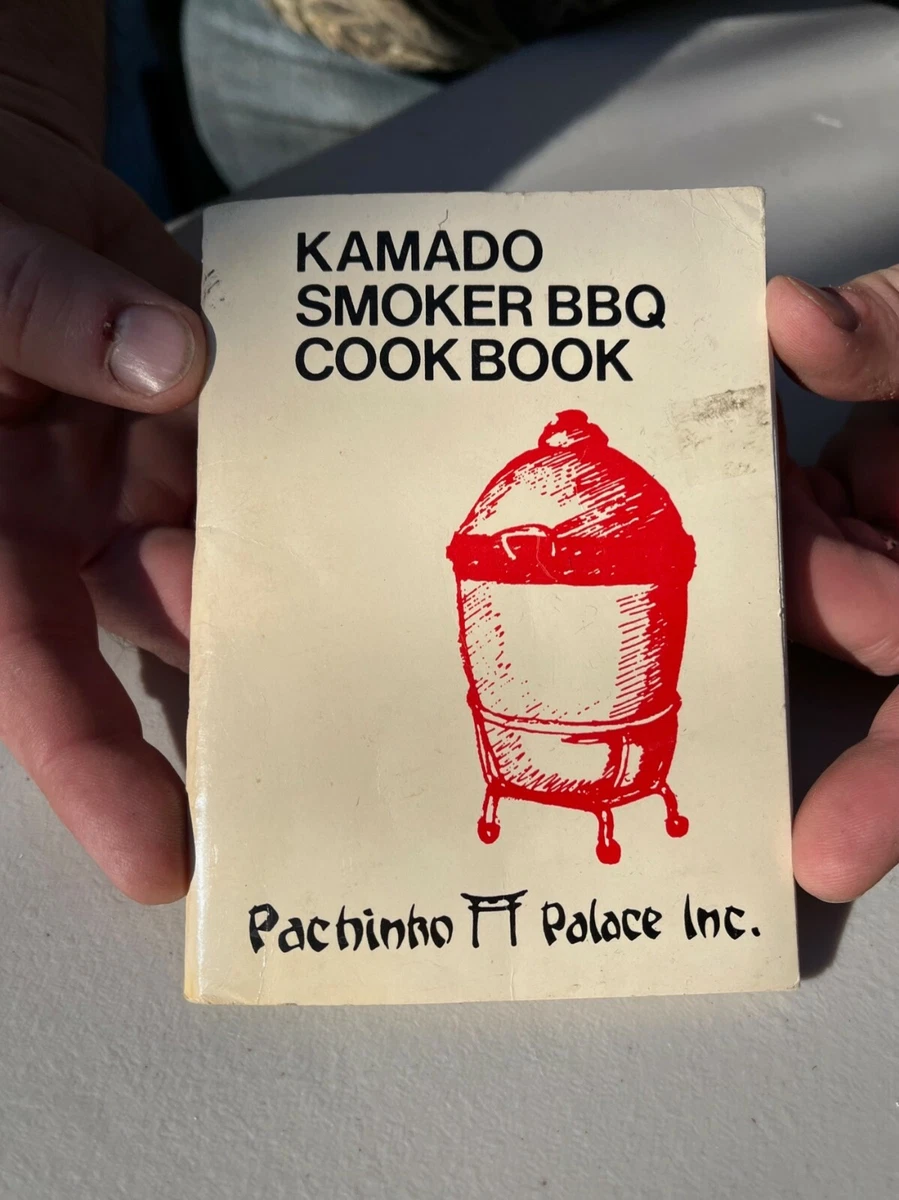 KAMADO
SMOKER BBQ
COOK BOOK
Pachinko Palace Inc.